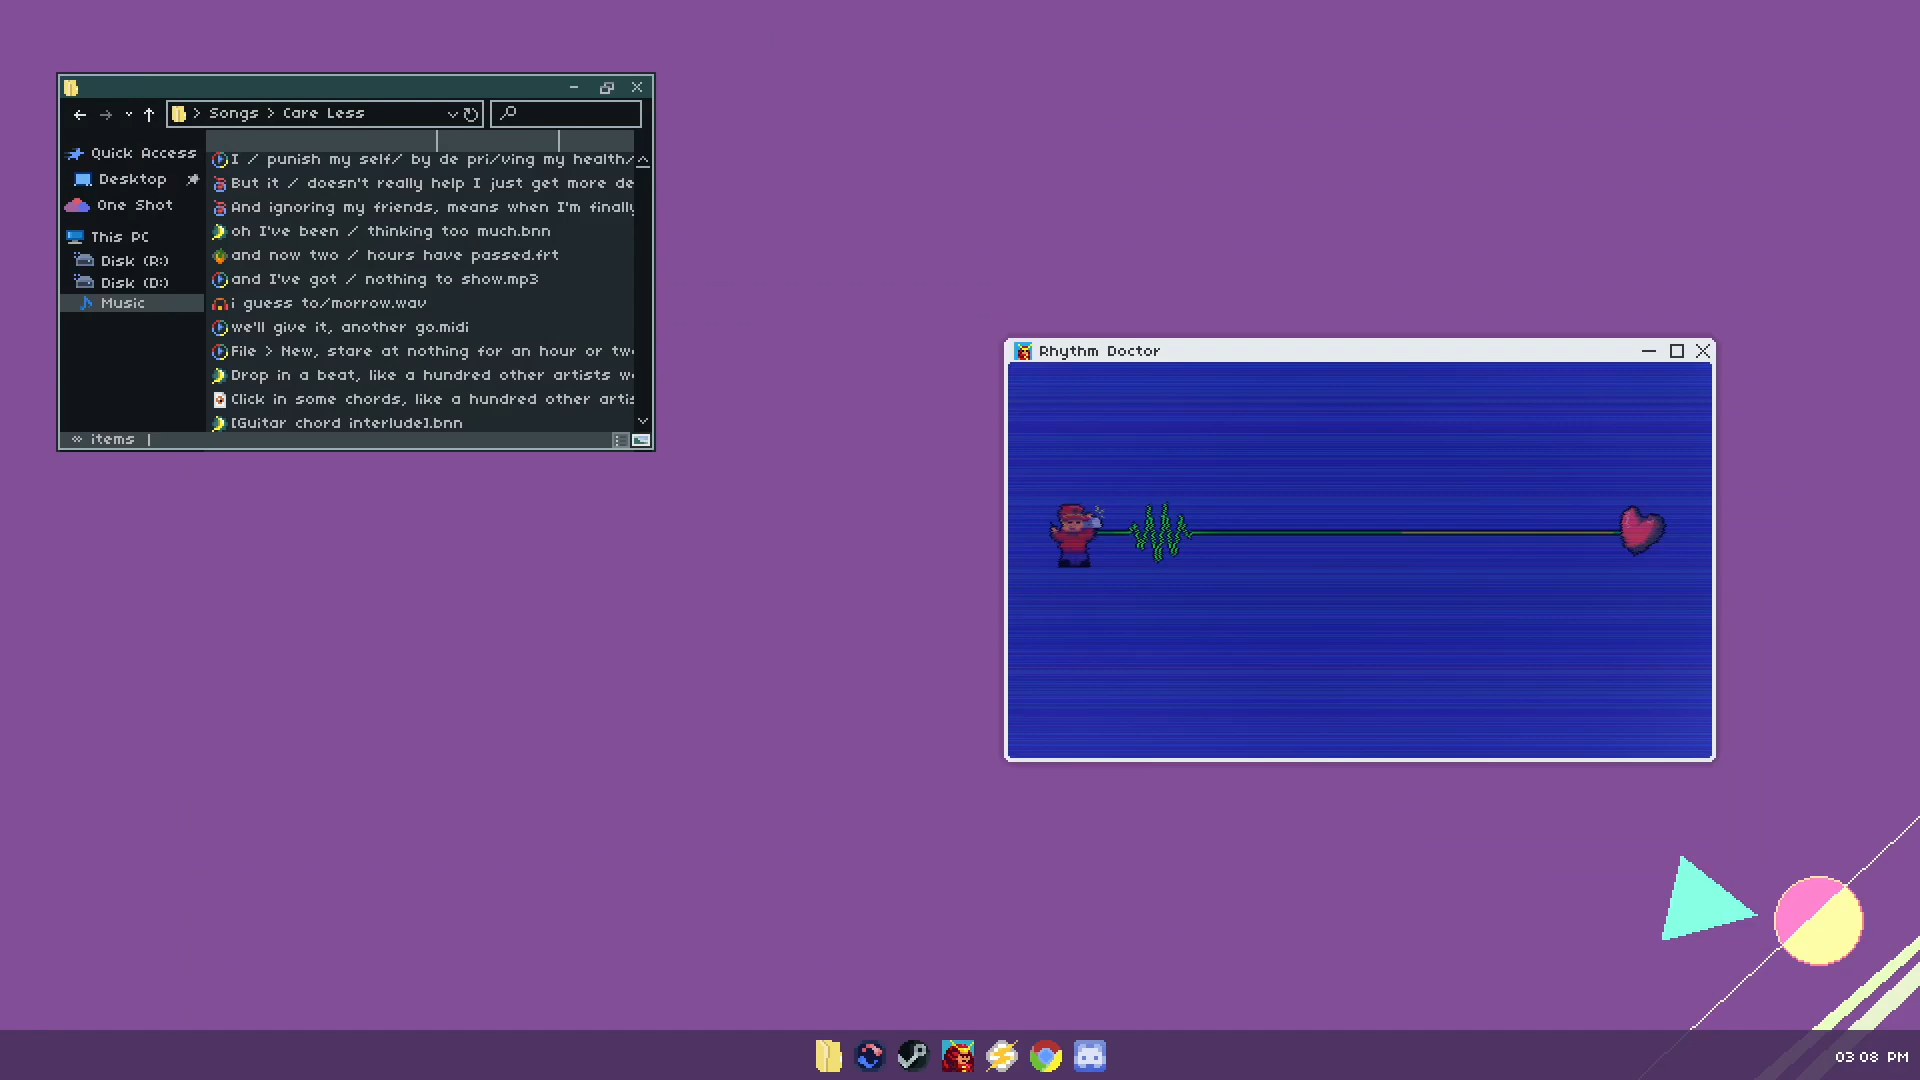 Songs > Care Less
Quick Access
Desktop
One Shot
This PC
Disk (R:)
Disk (D:)
Music
I / punish my self/ by de pri/ving my health/
But it / doesn't really help I just get more de
And ignoring my friends, means when I'm finally
oh I've been / thinking too much.bnn
and now two / hours have passed.frt
and I've got / nothing to show.mp3
i guess to/morrow.wav
we'll give it, another go.midi
File > New, stare at nothing for an hour or two
Drop in a beat, like a hundred other artists w
Click in some chords, like a hundred other artis
[Guitar chord interlude].bnn
∞ items |
Rhythm Doctor
03 08 PM